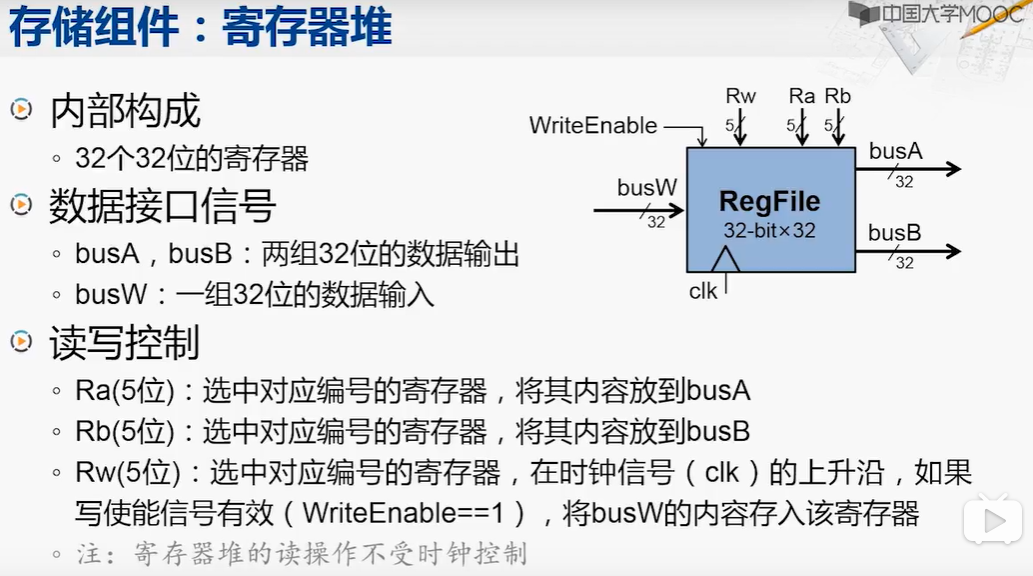 存储组件：寄存器堆
中国大学MOOC
内部构成
32个32位的寄存器
数据接口信号
busA，busB：两组32位的数据输出
busW：一组32位的数据输入
读写控制
Ra(5位)：选中对应编号的寄存器，将其内容放到busA
Rb(5位)：选中对应编号的寄存器，将其内容放到busB
Rw(5位)：选中对应编号的寄存器，在时钟信号（clk）的上升沿，如果
写使能信号有效（WriteEnable==1），将busW的内容存入该寄存器
注：寄存器堆的读操作不受时钟控制
Rw Ra Rb
WriteEnable 5 5 5
busA
32
busW
32
RegFile
32-bit×32
busB
32
clk